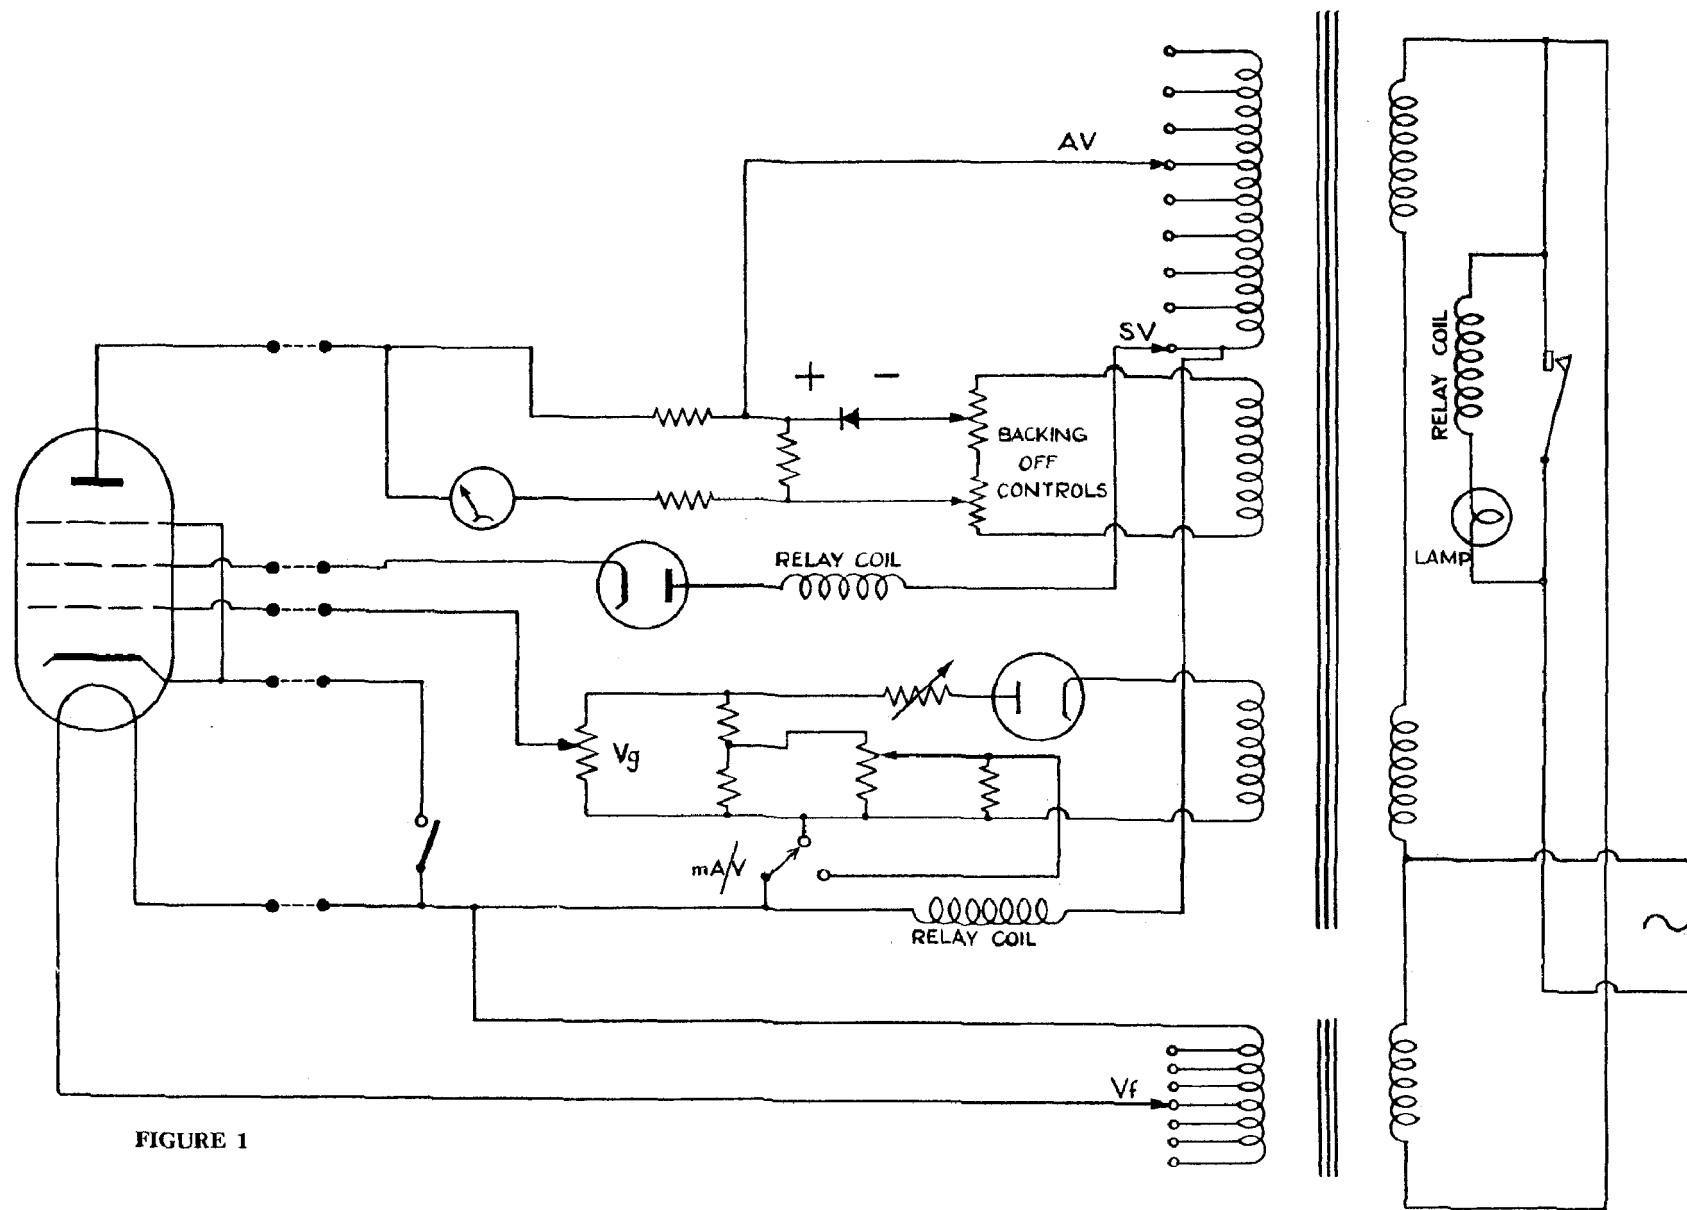 AV
SV
+ −
BACKING
OFF
CONTROLS
RELAY COIL
RELAY COIL
LAMP
Vg
mA/V
RELAY COIL
Vf
FIGURE 1